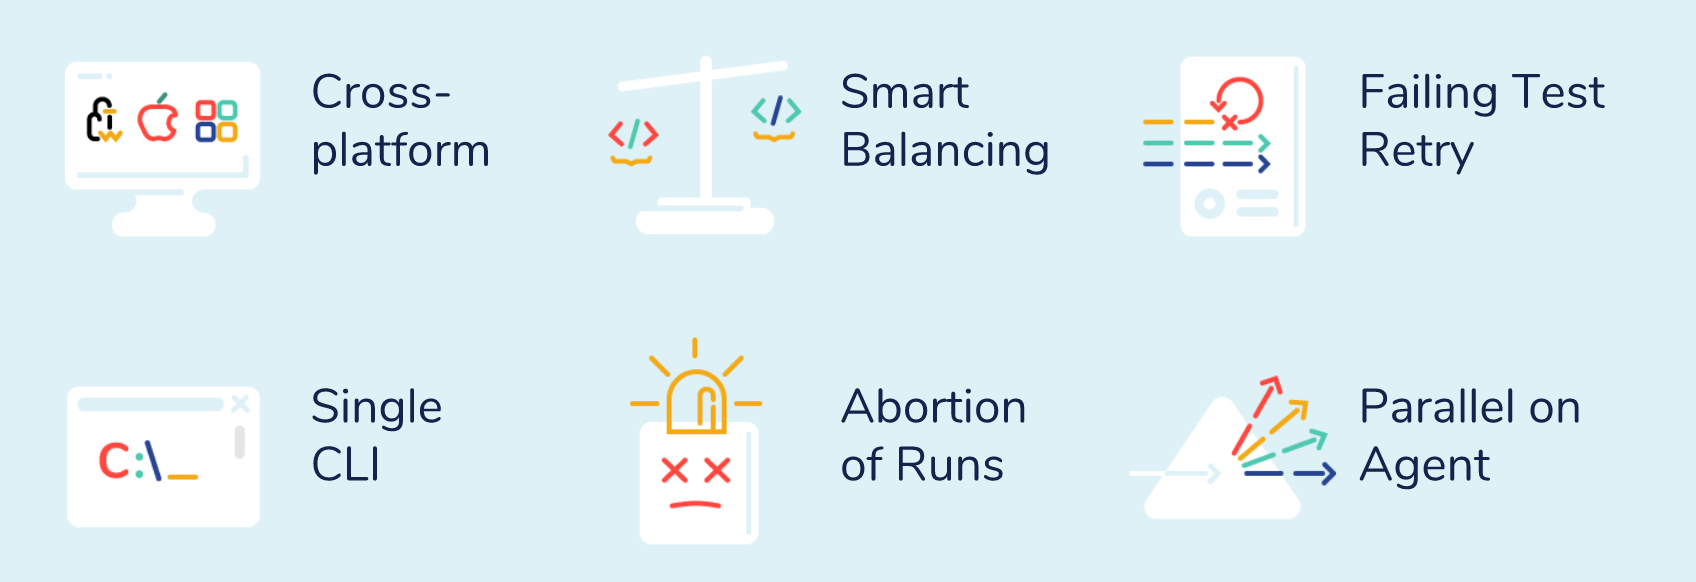 Cross-
platform
Smart
Balancing
Failing Test
Retry
Single
CLI
C:\_
Abortion
of Runs
Parallel on
Agent